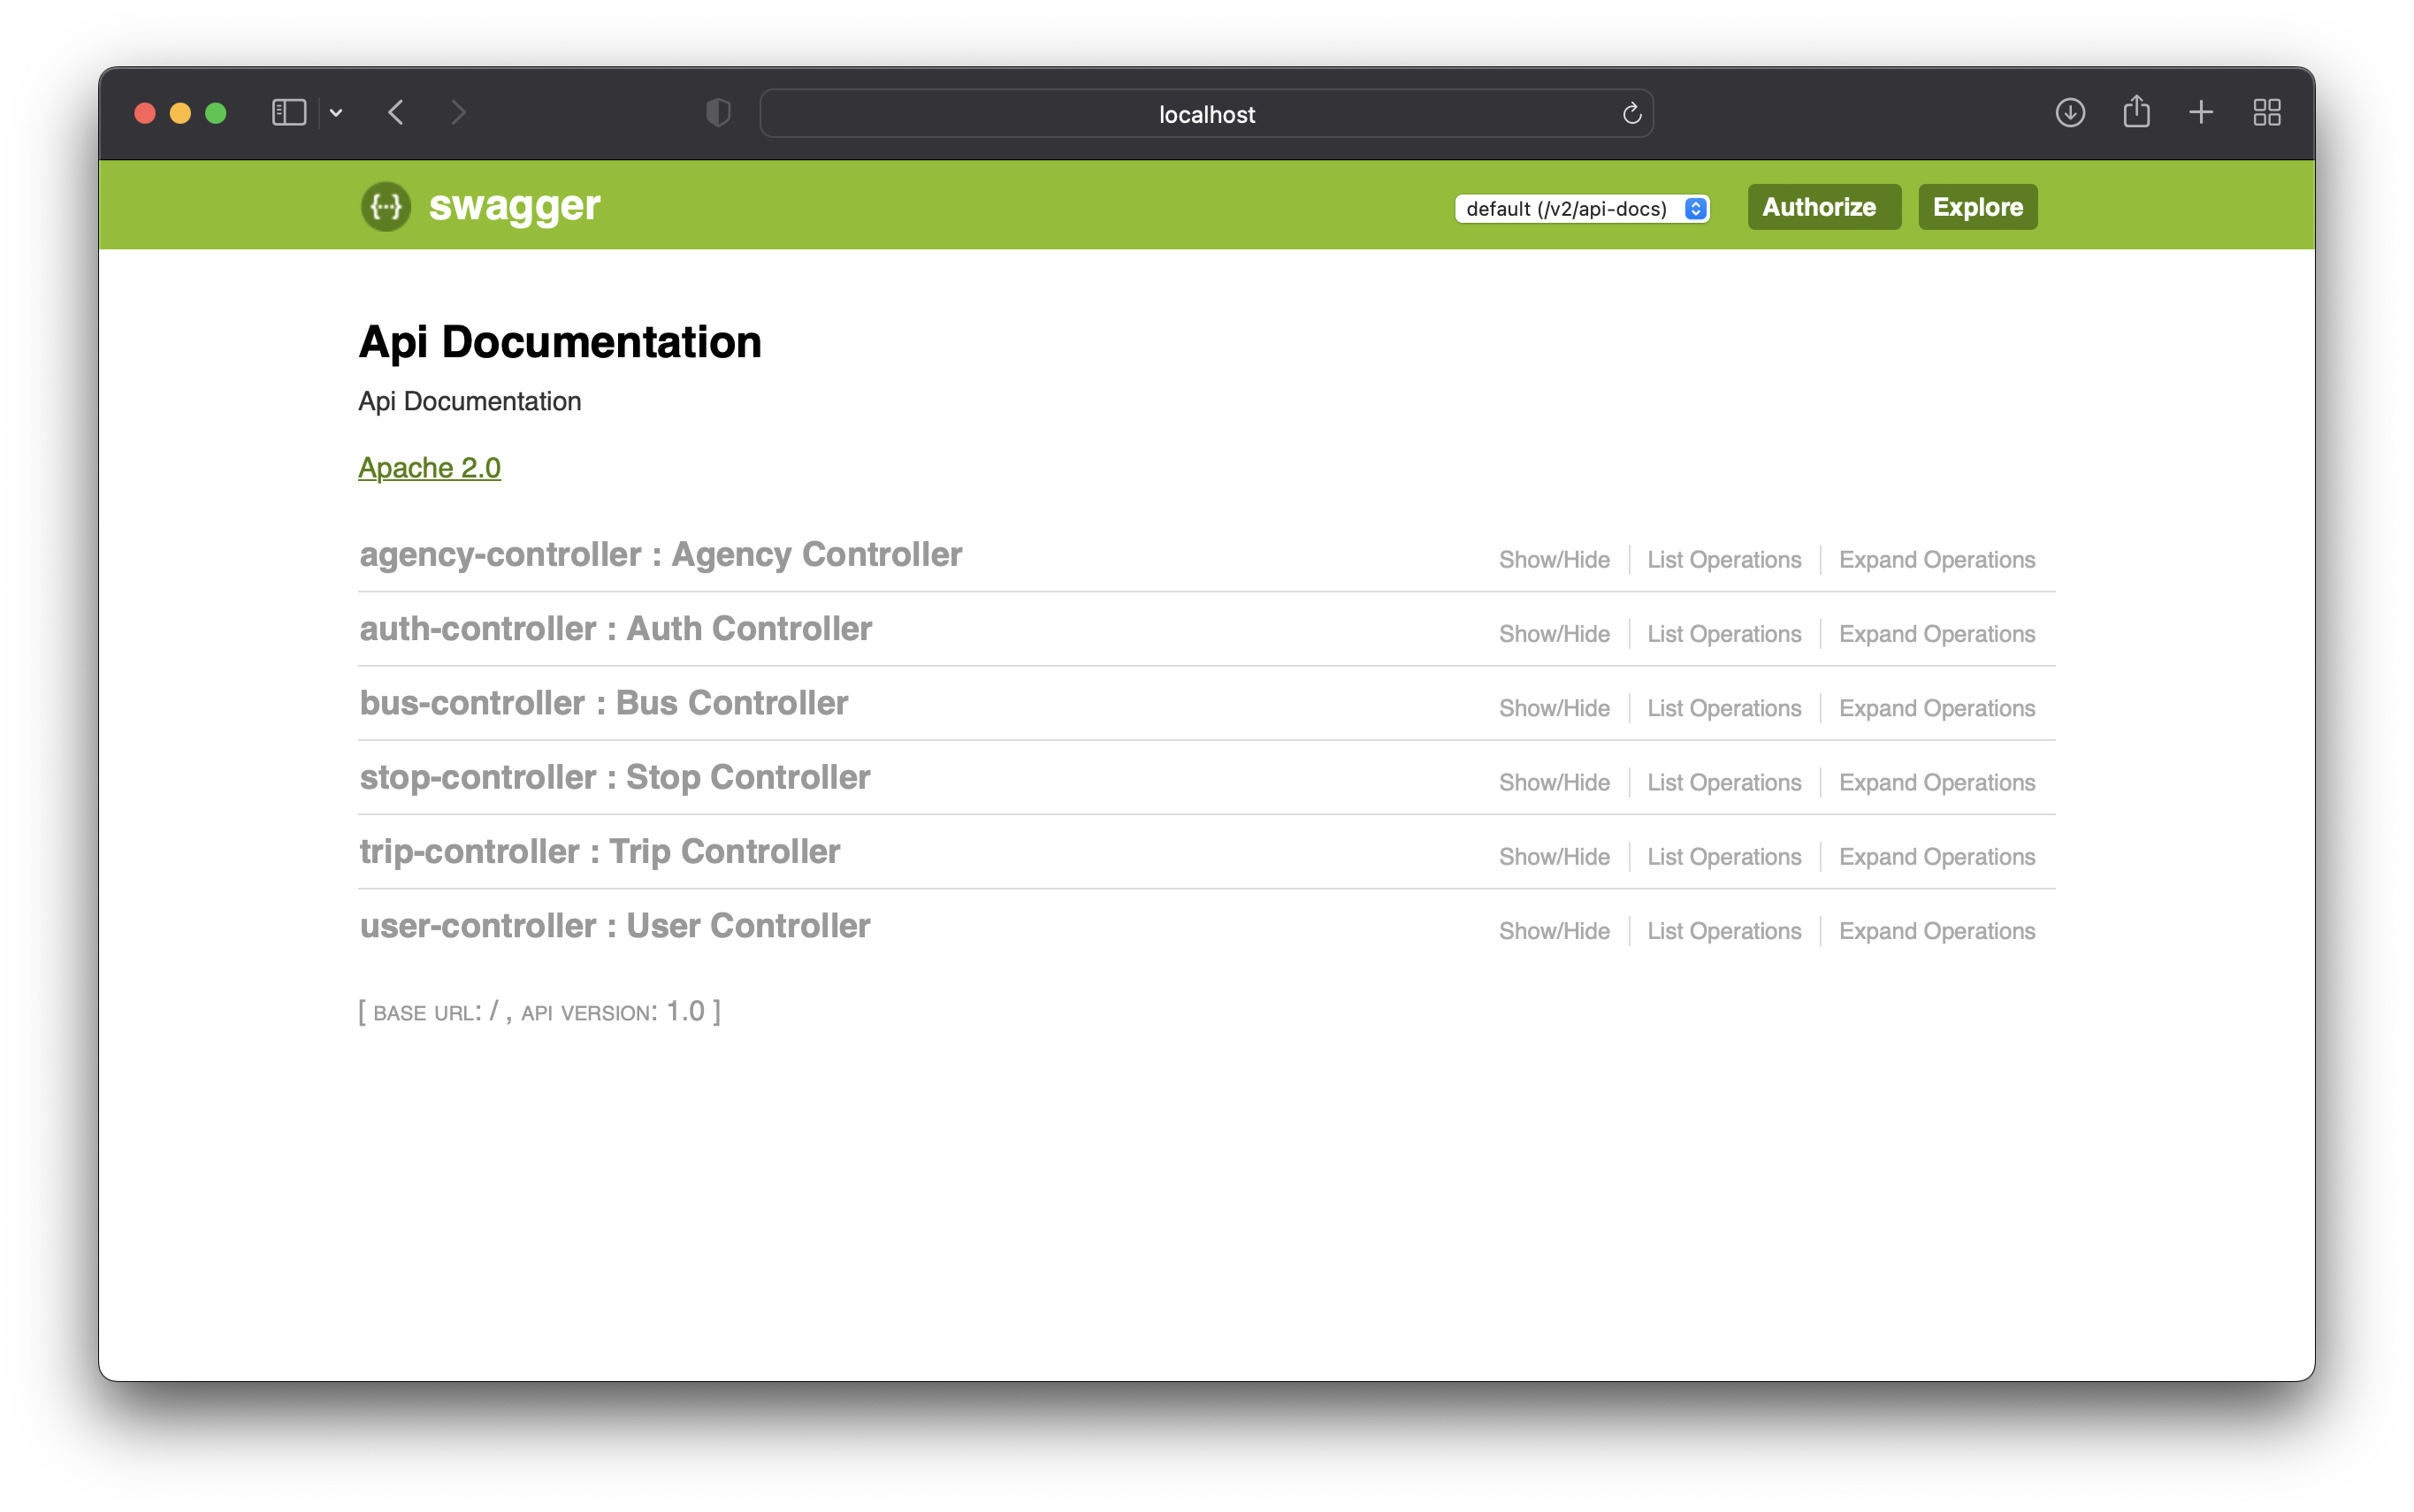 localhost
{...} swagger default (/v2/api-docs) Authorize Explore
Api Documentation
Api Documentation
Apache 2.0
agency-controller : Agency Controller Show/Hide List Operations Expand Operations
auth-controller : Auth Controller Show/Hide List Operations Expand Operations
bus-controller : Bus Controller Show/Hide List Operations Expand Operations
stop-controller : Stop Controller Show/Hide List Operations Expand Operations
trip-controller : Trip Controller Show/Hide List Operations Expand Operations
user-controller : User Controller Show/Hide List Operations Expand Operations
[ BASE URL: / , API VERSION: 1.0 ]